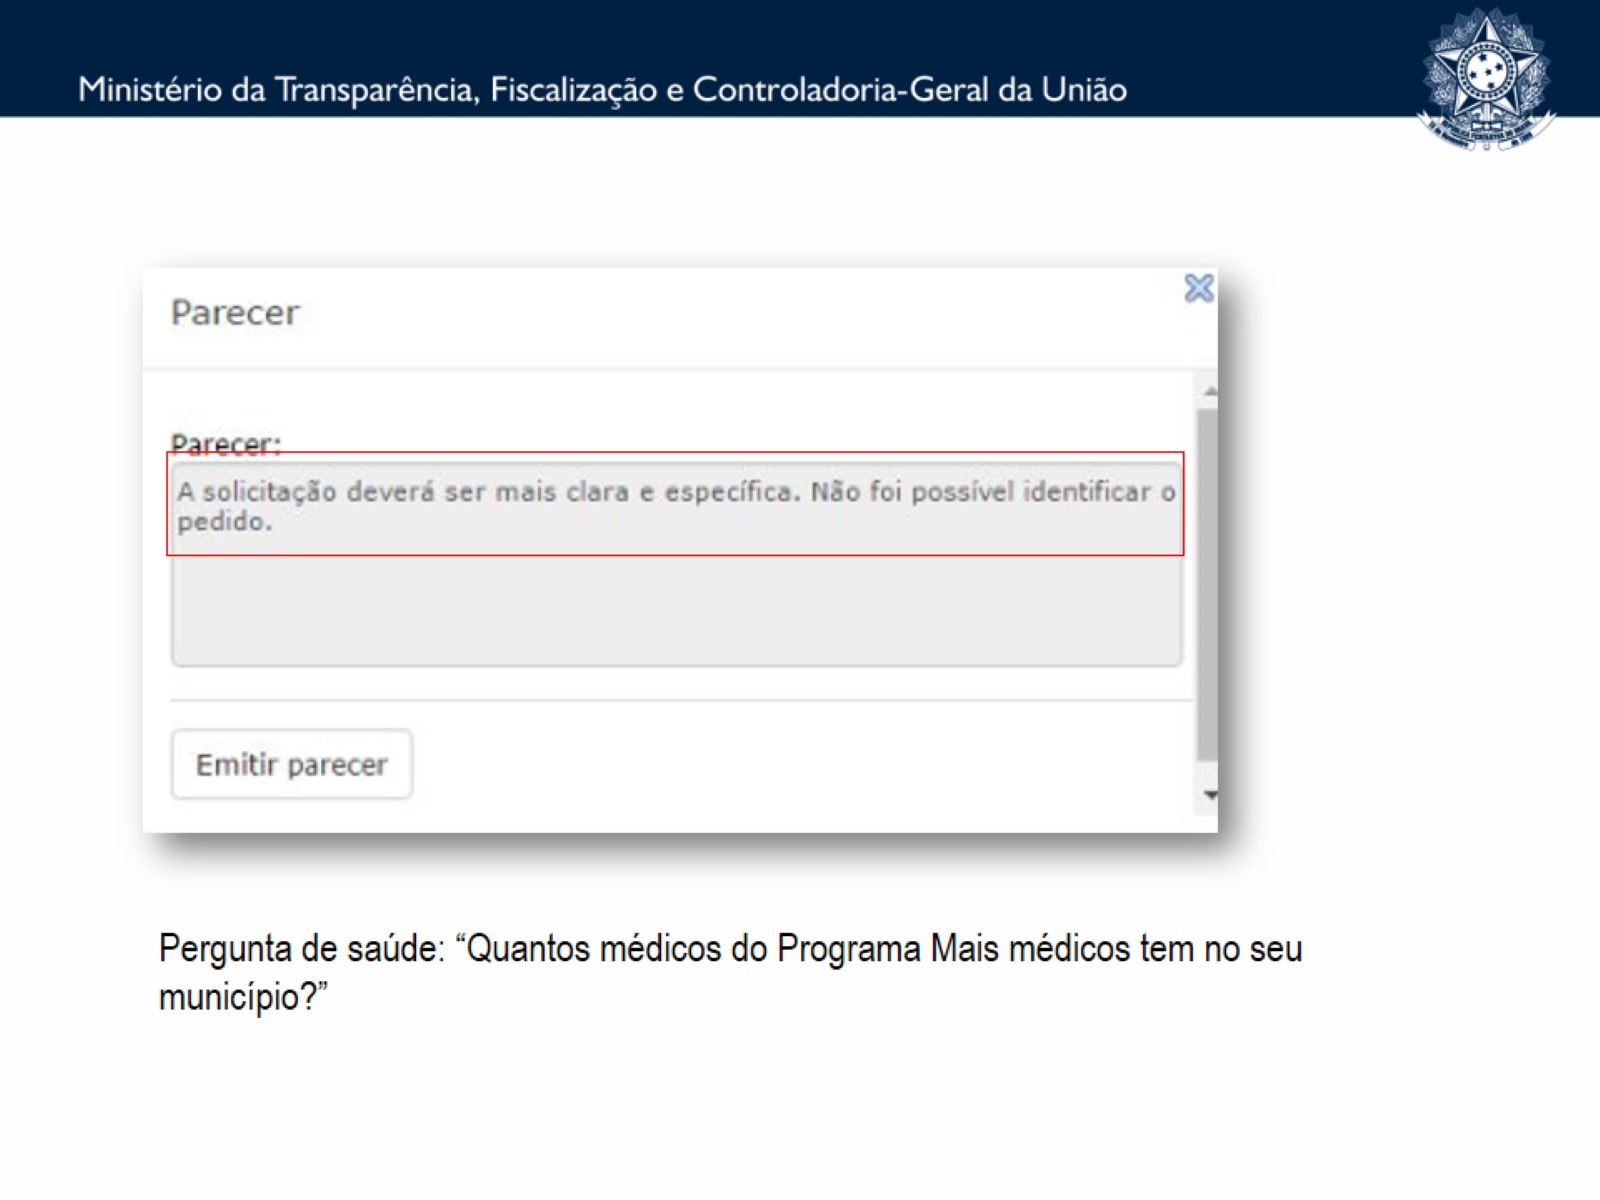 Ministério da Transparência, Fiscalização e Controladoria-Geral da União
Parecer
Parecer:
A solicitação deverá ser mais clara e específica. Não foi possível identificar o
pedido.
Emitir parecer
Pergunta de saúde: “Quantos médicos do Programa Mais médicos tem no seu
município?”